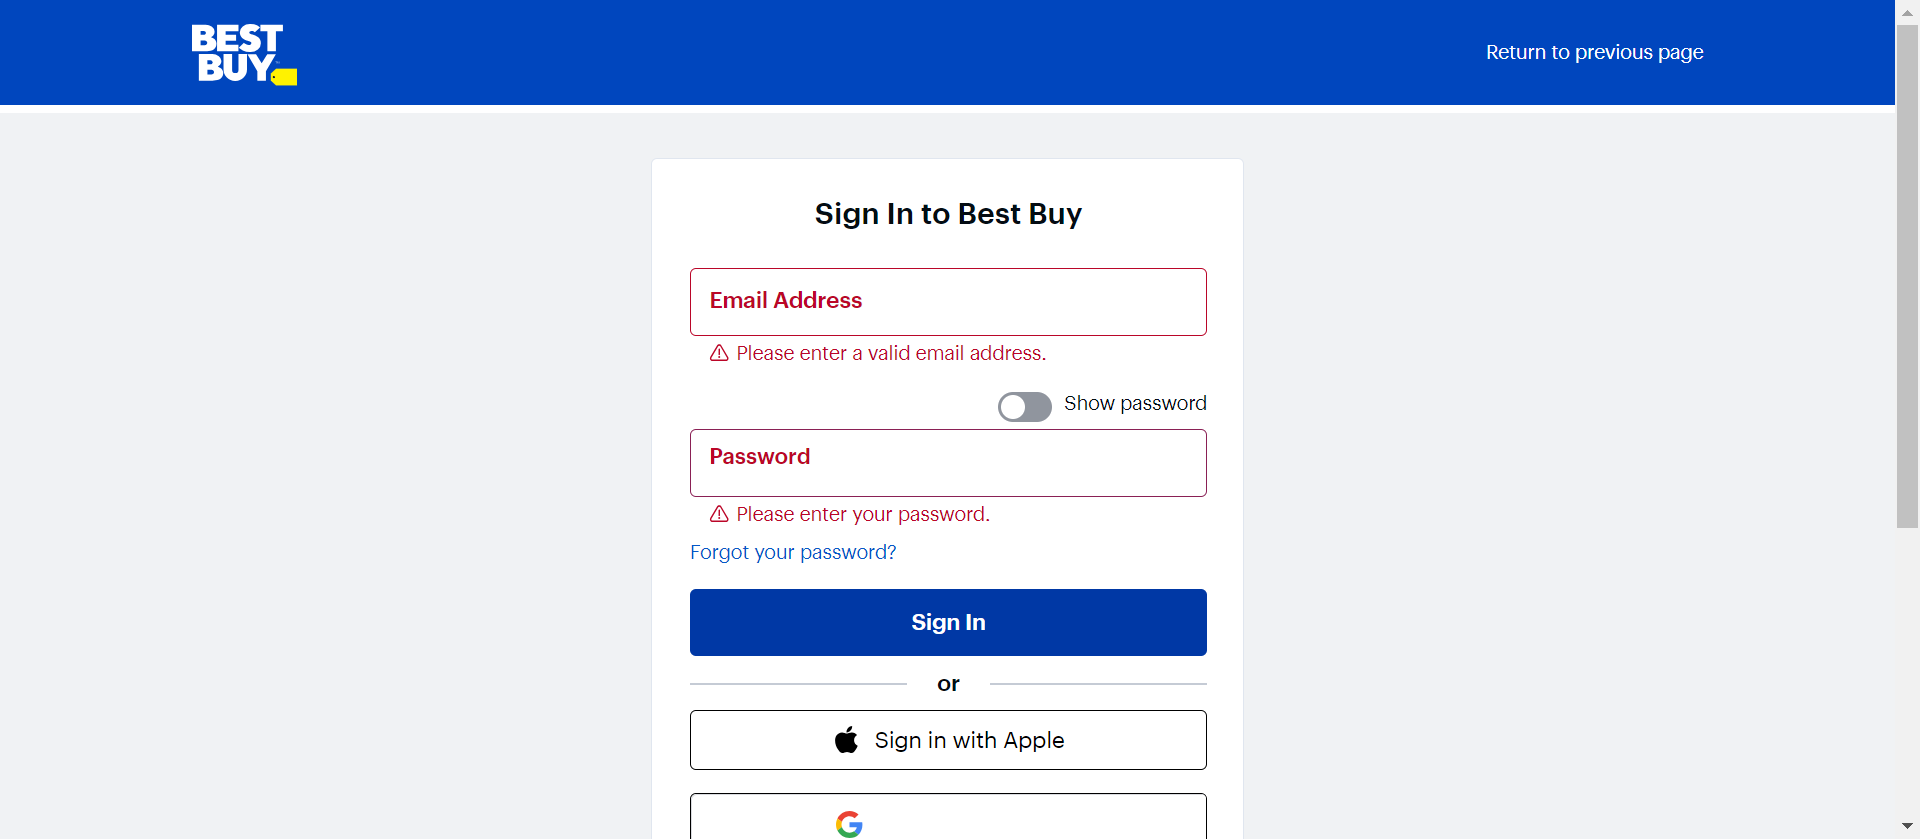 BEST
BUY
Return to previous page
Sign In to Best Buy
Email Address
Please enter a valid email address.
Show password
Password
Please enter your password.
Forgot your password?
Sign In
or
Sign in with Apple